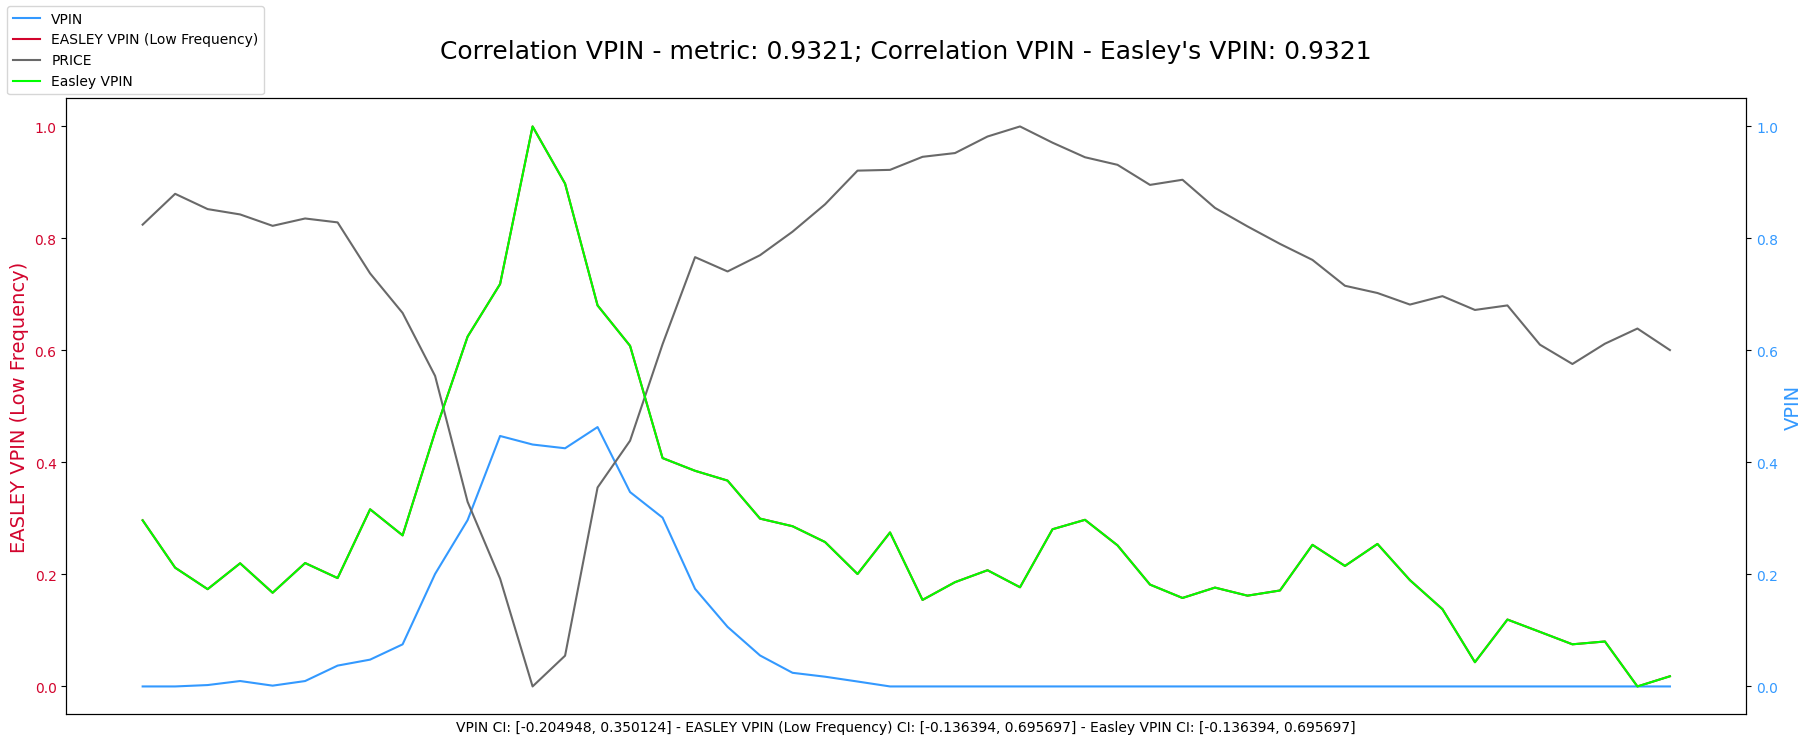 VPIN
EASLEY VPIN (Low Frequency)
PRICE
Easley VPIN
Correlation VPIN - metric: 0.9321; Correlation VPIN - Easley's VPIN: 0.9321
EASLEY VPIN (Low Frequency)
1.0
0.8
0.6
0.4
0.2
0.0
1.0
0.8
0.6
0.4
0.2
0.0
VPIN
VPIN CI: [-0.204948, 0.350124] - EASLEY VPIN (Low Frequency) CI: [-0.136394, 0.695697] - Easley VPIN CI: [-0.136394, 0.695697]